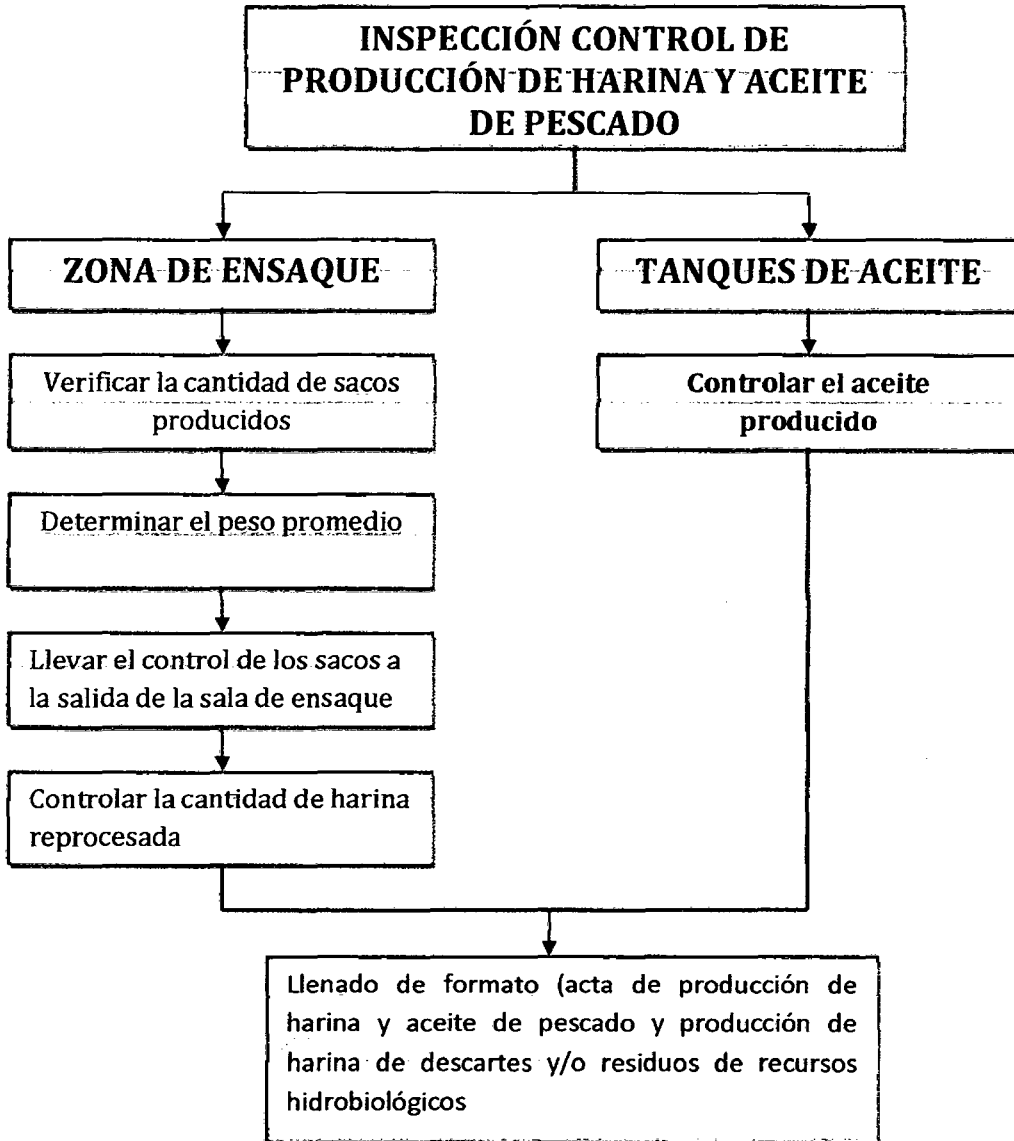 INSPECCIÓN CONTROL DE
PRODUCCIÓN DE HARINA Y ACEITE
DE PESCADO
ZONA DE ENSAQUE
TANQUES DE ACEITE
Verificar la cantidad de sacos
producidos
Controlar el aceite
producido
Determinar el peso promedio
Llevar el control de los sacos a
la salida de la sala de ensaque
Controlar la cantidad de harina
reprocesada
Llenado de formato (acta de producción de
harina y aceite de pescado y producción de
harina de descartes y/o residuos de recursos
hidrobiológicos